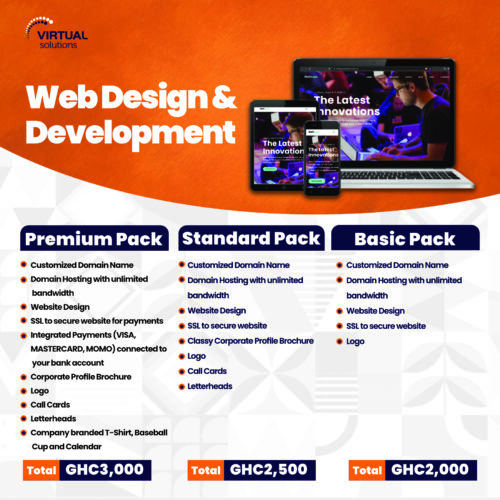 VIRTUAL
solutions
Web Design &
Development
The Latest
Innovations
The Latest
Innovation
The Latest
Innovations
Premium Pack
Customized Domain Name
Domain Hosting with unlimited
bandwidth
Website Design
SSL to secure website for payments
Integrated Payments (VISA,
MASTERCARD, MOMO) connected to
your bank account
Corporate Profile Brochure
Logo
Call Cards
Letterheads
Company branded T-Shirt, Baseball
Cup and Calendar
Total GHC3,000
Standard Pack
Customized Domain Name
Domain Hosting with unlimited
bandwidth
Website Design
SSL to secure website
Classy Corporate Profile Brochure
Logo
Call Cards
Letterheads
Total GHC2,500
Basic Pack
Customized Domain Name
Domain Hosting with unlimited
bandwidth
Website Design
SSL to secure website
Logo
Total GHC2,000